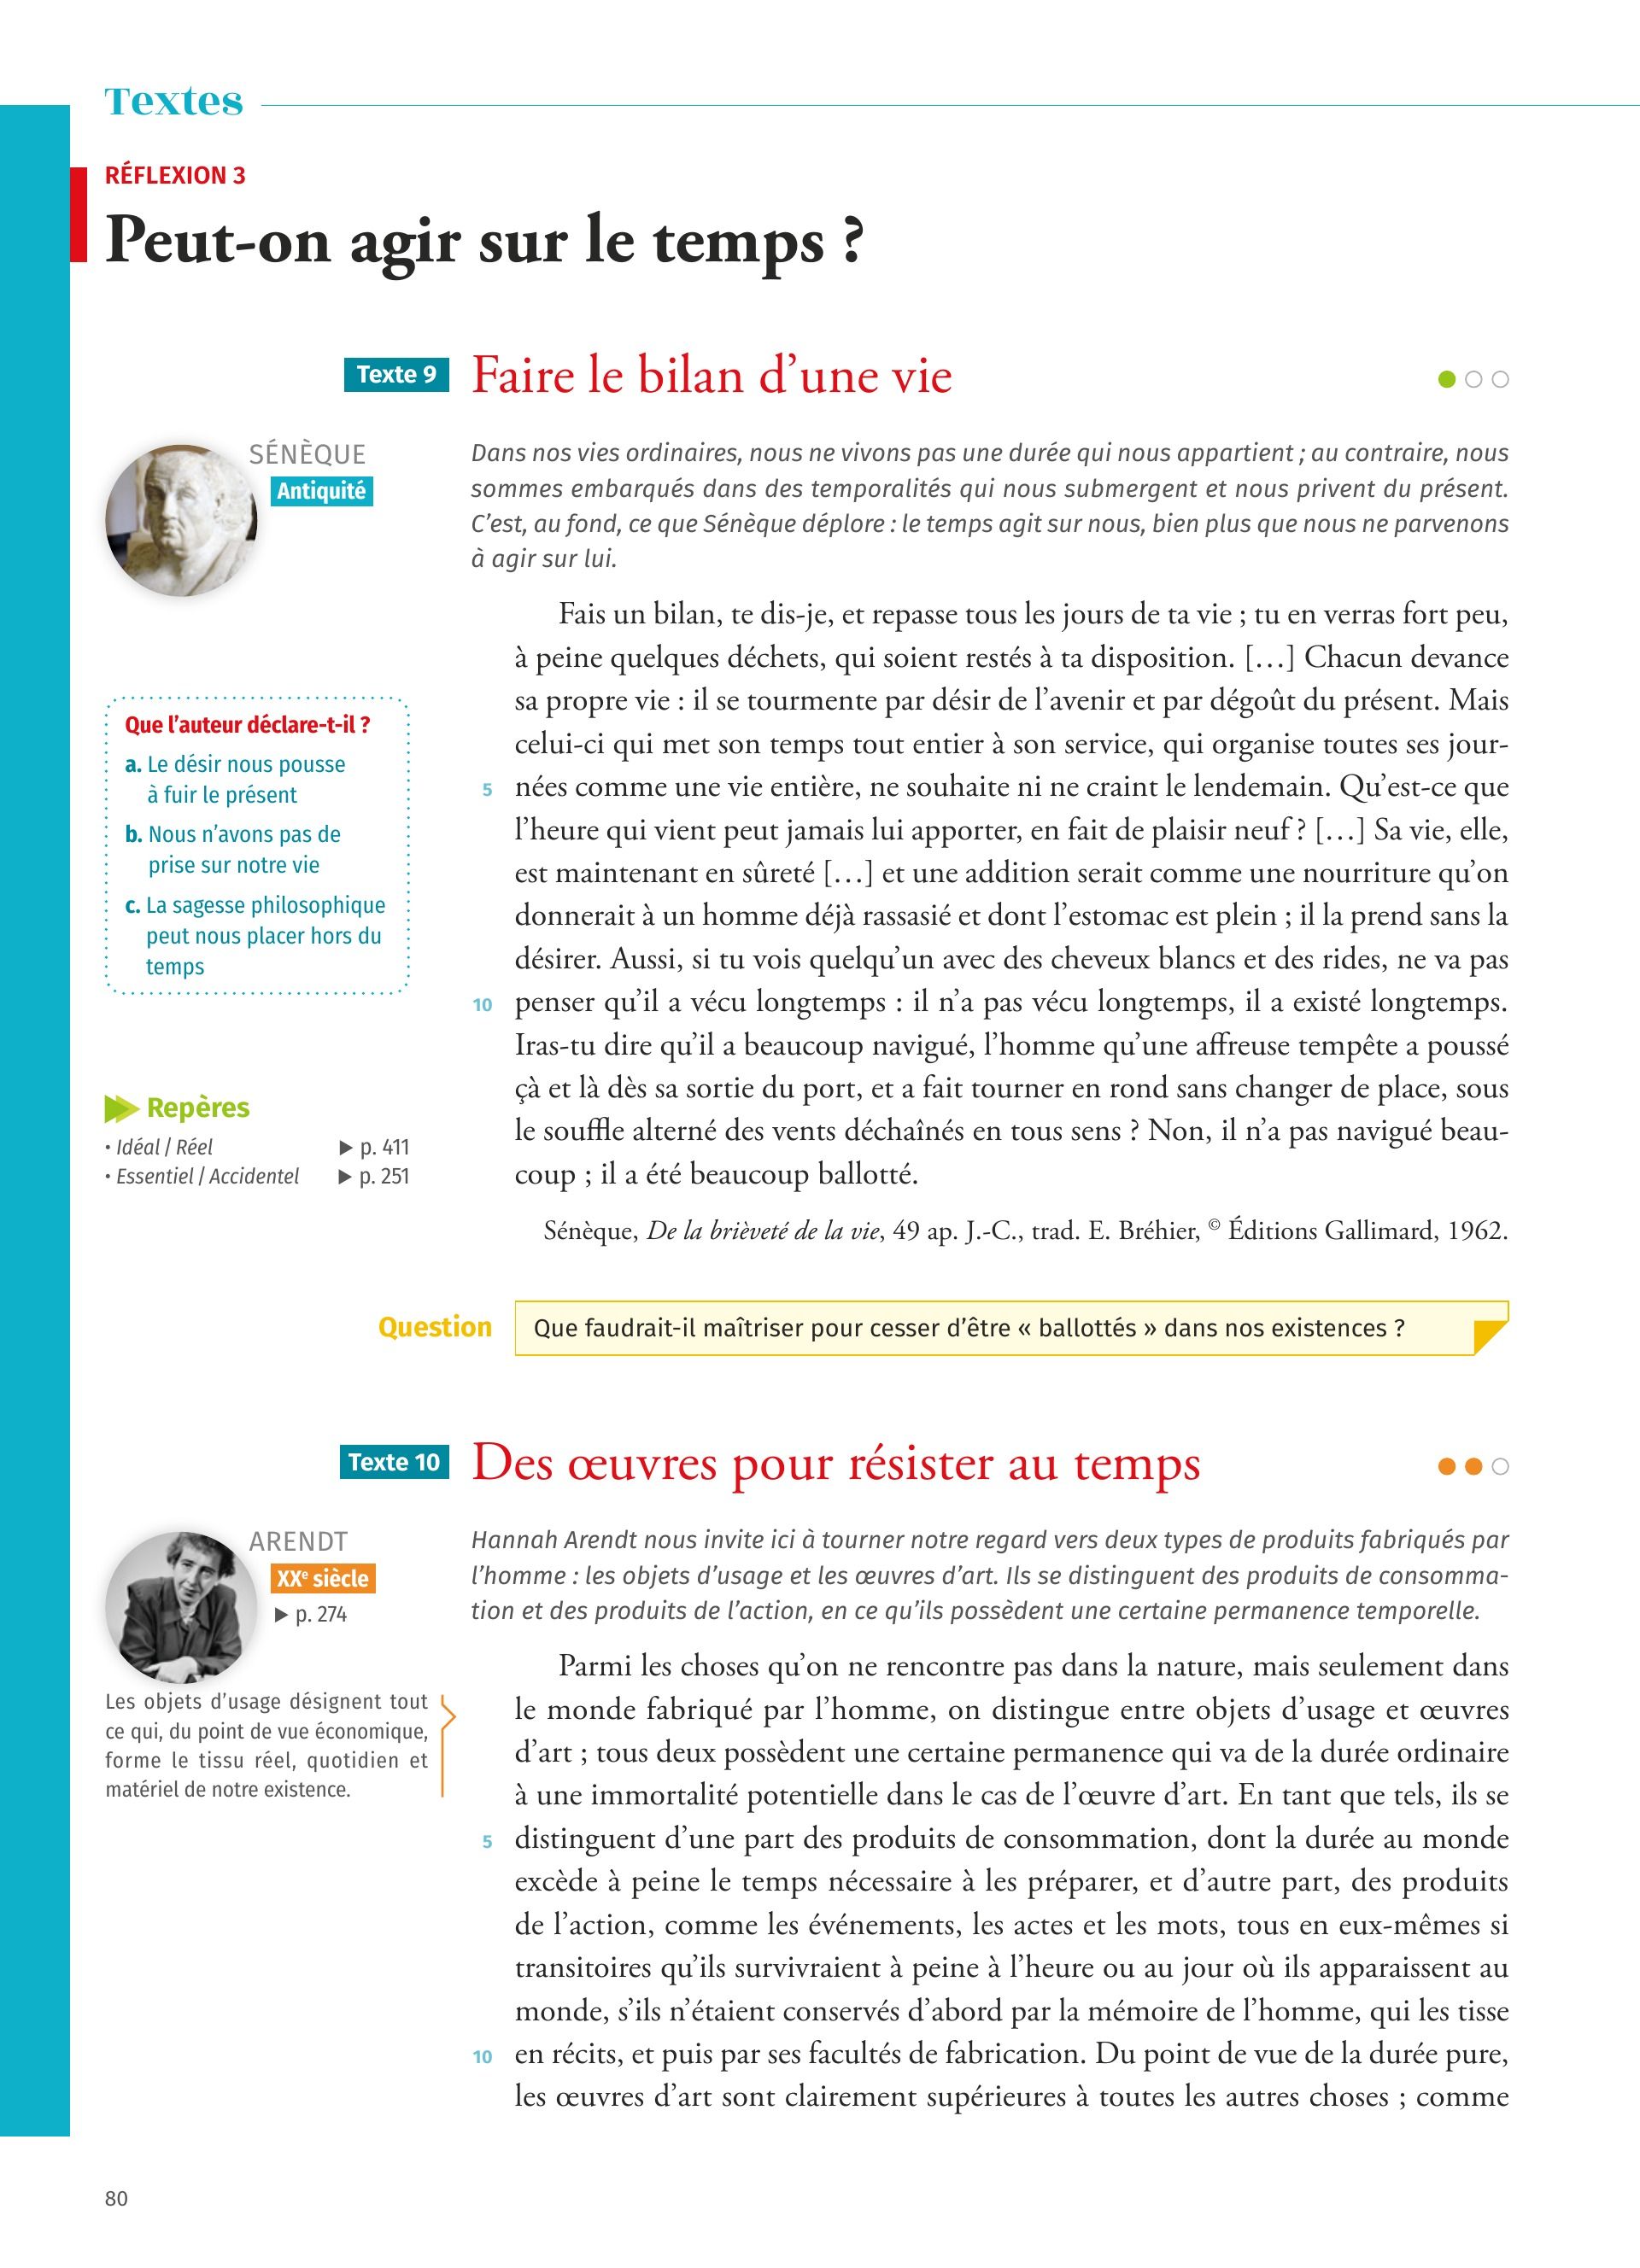 Textes
RÉFLEXION 3
Peut-on agir sur le temps ?
Texte 9
Faire le bilan d’une vie
SÉNÈQUE
Antiquité
Dans nos vies ordinaires, nous ne vivons pas une durée qui nous appartient ; au contraire, nous
sommes embarqués dans des temporalités qui nous submergent et nous privent du présent.
C’est, au fond, ce que Sénèque déplore : le temps agit sur nous, bien plus que nous ne parvenons
à agir sur lui.
Que l’auteur déclare-t-il ?
a. Le désir nous pousse
à fuir le présent
b. Nous n’avons pas de
prise sur notre vie
c. La sagesse philosophique
peut nous placer hors du
temps
Repères
• Idéal / Réel ▶ p. 411
• Essentiel / Accidentel ▶ p. 251
Fais un bilan, te dis-je, et repasse tous les jours de ta vie ; tu en verras fort peu,
à peine quelques déchets, qui soient restés à ta disposition. […] Chacun devance
sa propre vie : il se tourmente par désir de l’avenir et par dégoût du présent. Mais
celui-ci qui met son temps tout entier à son service, qui organise toutes ses jour-
5 nées comme une vie entière, ne souhaite ni ne craint le lendemain. Qu’est-ce que
l’heure qui vient peut jamais lui apporter, en fait de plaisir neuf ? […] Sa vie, elle,
est maintenant en sûreté […] et une addition serait comme une nourriture qu’on
donnerait à un homme déjà rassasié et dont l’estomac est plein ; il la prend sans la
désirer. Aussi, si tu vois quelqu’un avec des cheveux blancs et des rides, ne va pas
10 penser qu’il a vécu longtemps : il n’a pas vécu longtemps, il a existé longtemps.
Iras-tu dire qu’il a beaucoup navigué, l’homme qu’une affreuse tempête a poussé
çà et là dès sa sortie du port, et a fait tourner en rond sans changer de place, sous
le souffle alterné des vents déchaînés en tous sens ? Non, il n’a pas navigué beau-
coup ; il a été beaucoup ballotté.
Sénèque, De la brièveté de la vie, 49 ap. J.-C., trad. E. Bréhier, © Éditions Gallimard, 1962.
Question
Que faudrait-il maîtriser pour cesser d’être « ballottés » dans nos existences ?
Texte 10
Des œuvres pour résister au temps
ARENDT
XXe siècle
▶ p. 274
Hannah Arendt nous invite ici à tourner notre regard vers deux types de produits fabriqués par
l’homme : les objets d’usage et les œuvres d’art. Ils se distinguent des produits de consomma-
tion et des produits de l’action, en ce qu’ils possèdent une certaine permanence temporelle.
Les objets d’usage désignent tout
ce qui, du point de vue économique,
forme le tissu réel, quotidien et
matériel de notre existence.
Parmi les choses qu’on ne rencontre pas dans la nature, mais seulement dans
le monde fabriqué par l’homme, on distingue entre objets d’usage et œuvres
d’art ; tous deux possèdent une certaine permanence qui va de la durée ordinaire
à une immortalité potentielle dans le cas de l’œuvre d’art. En tant que tels, ils se
5 distinguent d’une part des produits de consommation, dont la durée au monde
excède à peine le temps nécessaire à les préparer, et d’autre part, des produits
de l’action, comme les événements, les actes et les mots, tous en eux-mêmes si
transitoires qu’ils survivraient à peine à l’heure ou au jour où ils apparaissent au
monde, s’ils n’étaient conservés d’abord par la mémoire de l’homme, qui les tisse
10 en récits, et puis par ses facultés de fabrication. Du point de vue de la durée pure,
les œuvres d’art sont clairement supérieures à toutes les autres choses ; comme
80